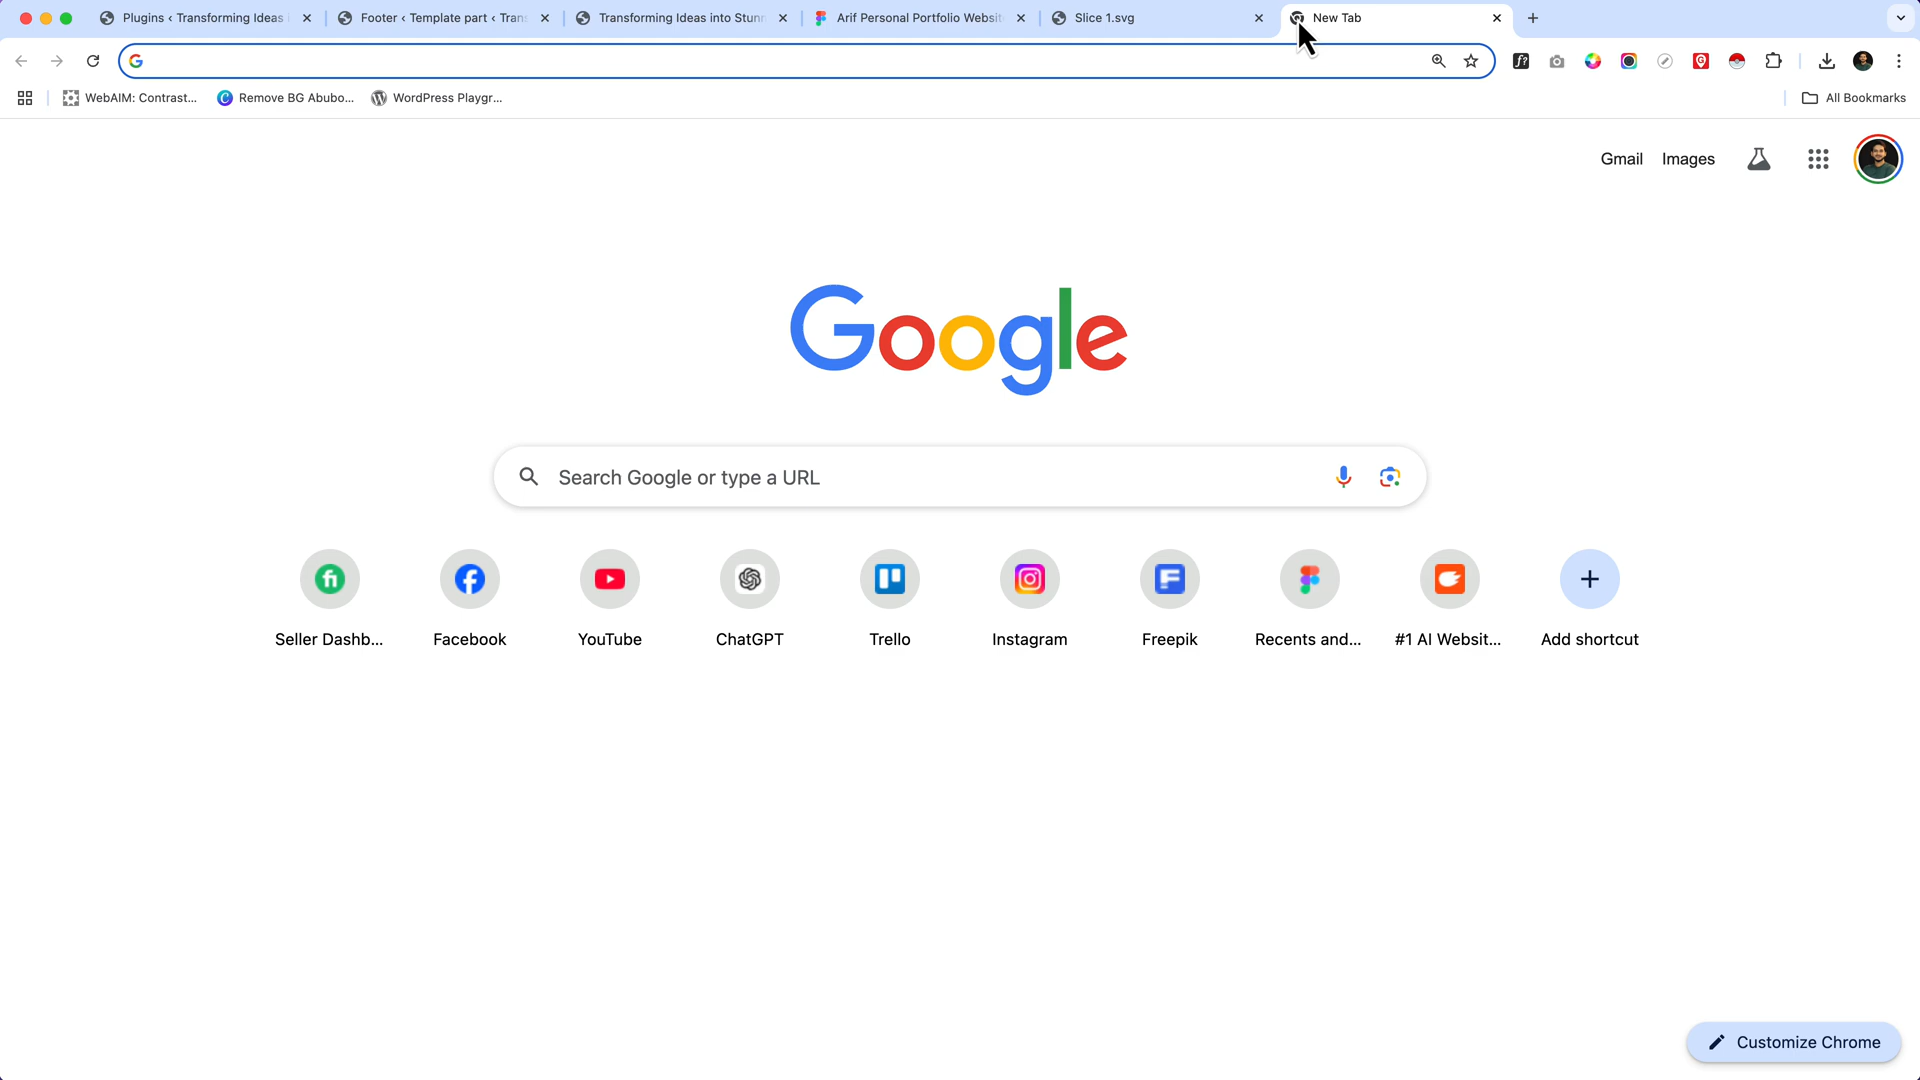 Plugins ‹ Transforming Ideas
Footer ‹ Template part ‹ Tran
Transforming Ideas into Stunn
Arif Personal Portfolio Websit
Slice 1.svg
New Tab
WebAIM: Contrast...
Remove BG Abubo...
WordPress Playgr...
All Bookmarks
Gmail
Images
Google
Search Google or type a URL
Seller Dashb...
Facebook
YouTube
ChatGPT
Trello
Instagram
Freepik
Recents and...
#1 AI Websit...
Add shortcut
Customize Chrome